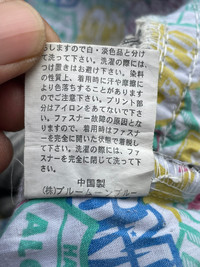 しますので白・淡色品と分け
て洗って下さい。洗濯の際には
つけ置きはお避け下さい。染料
の性質上、着用時に汗や摩擦に
より色落ちすることがあります
のでご注意下さい。プリント部
分はアイロンをあてないで下さ
い。ファスナー故障の原因となり
ますので、着用時はファスナ
ーを完全に開いた状態で着脱し
て下さい。洗濯の際には、ファ
スナーを完全に閉じて洗って下
さい。
中国製
(株)ブルームーンブルー